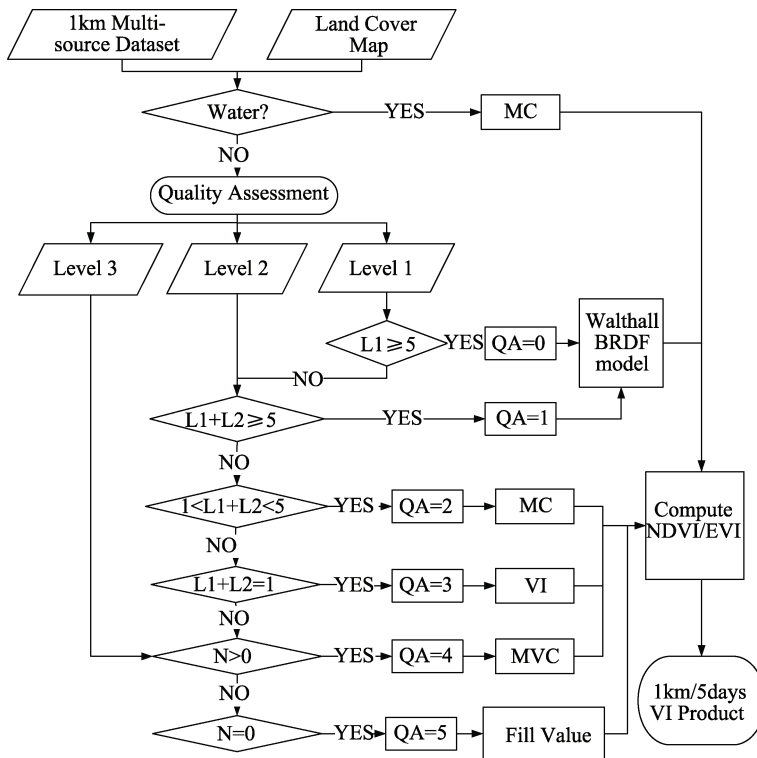 1km Multi-
source Dataset
Land Cover
Map
Water?
YES
MC
NO
Quality Assessment
Level 3
Level 2
Level 1
L1⩾5
YES
QA=0
Walthall
BRDF
model
NO
L1+L2⩾5
YES
QA=1
NO
1<L1+L2<5
YES
QA=2
MC
Compute
NDVI/EVI
NO
L1+L2=1
YES
QA=3
VI
NO
N>0
YES
QA=4
MVC
NO
1km/5days
VI Product
N=0
YES
QA=5
Fill Value